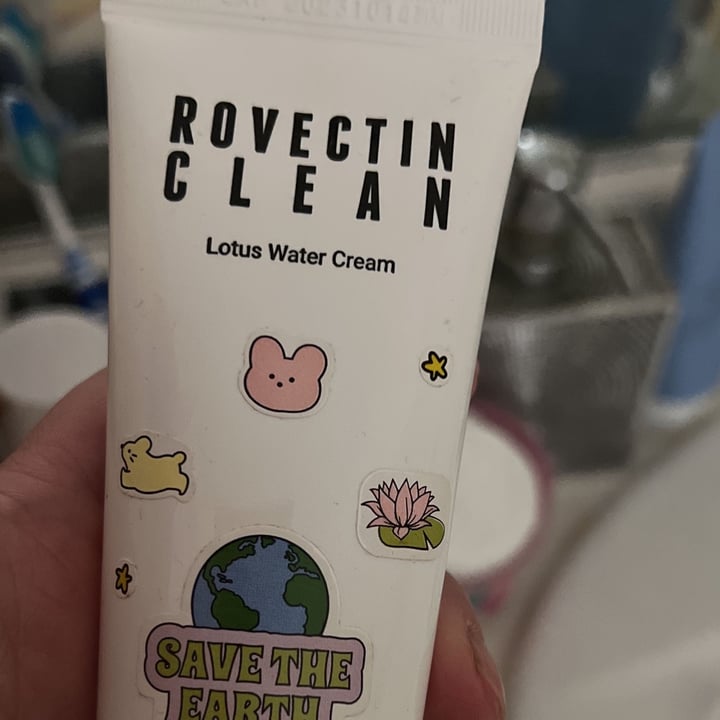 ROVECTIN
CLEAN
Lotus Water Cream
SAVE THE
EARTH